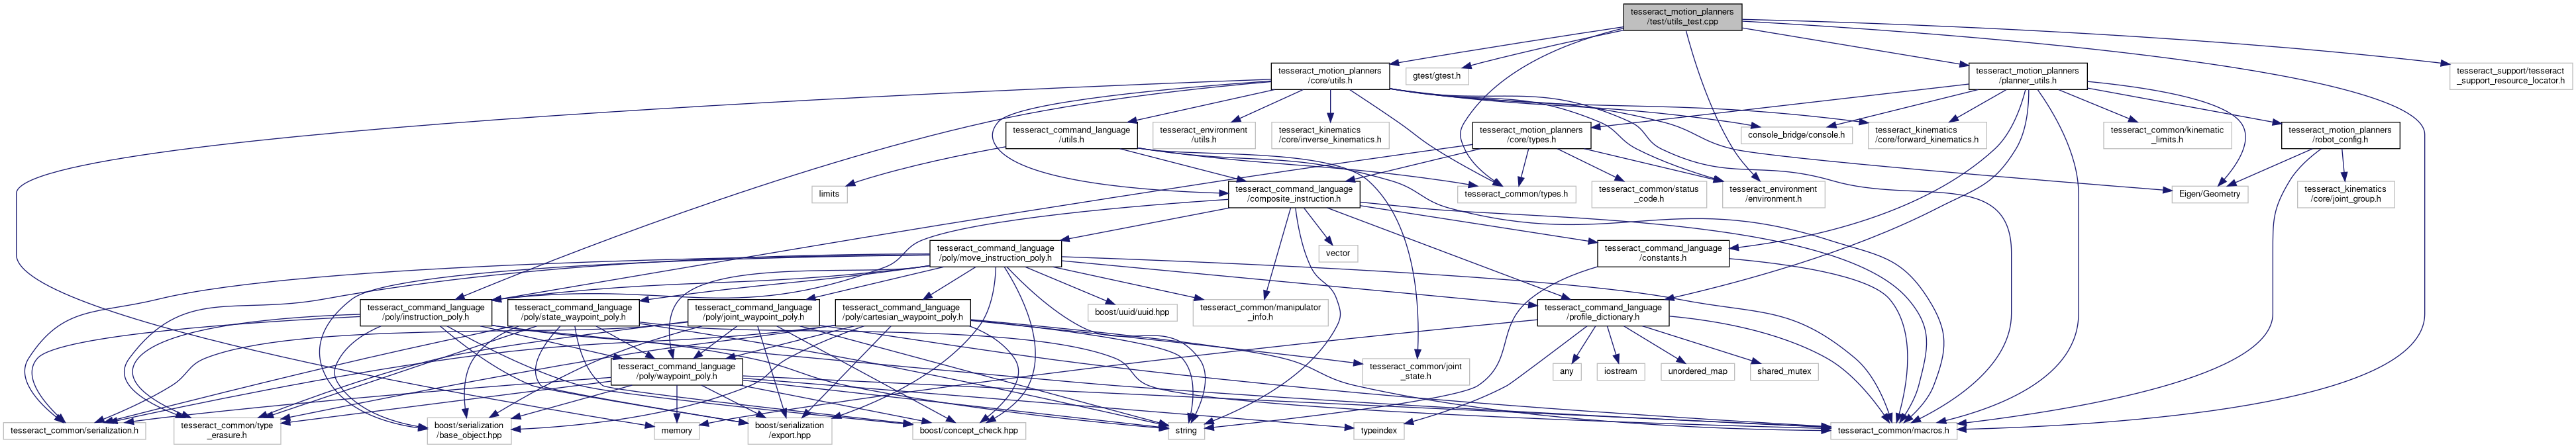 tesseract_motion_planners
/test/utils_test.cpp
tesseract_motion_planners
/core/utils.h
gtest/gtest.h
tesseract_motion_planners
/planner_utils.h
tesseract_support/tesseract
_support_resource_locator.h
tesseract_command_language
/utils.h
tesseract_environment
/utils.h
tesseract_kinematics
/core/inverse_kinematics.h
tesseract_motion_planners
/core/types.h
console_bridge/console.h
tesseract_kinematics
/core/forward_kinematics.h
tesseract_common/kinematic
_limits.h
tesseract_motion_planners
/robot_config.h
limits
tesseract_command_language
/composite_instruction.h
tesseract_common/types.h
tesseract_common/status
_code.h
tesseract_environment
/environment.h
Eigen/Geometry
tesseract_kinematics
/core/joint_group.h
tesseract_command_language
/poly/move_instruction_poly.h
vector
tesseract_command_language
/constants.h
tesseract_command_language
/poly/instruction_poly.h
tesseract_command_language
/poly/state_waypoint_poly.h
tesseract_command_language
/poly/joint_waypoint_poly.h
tesseract_command_language
/poly/cartesian_waypoint_poly.h
boost/uuid/uuid.hpp
tesseract_common/manipulator
_info.h
tesseract_command_language
/profile_dictionary.h
tesseract_command_language
/poly/waypoint_poly.h
tesseract_common/joint
_state.h
any
iostream
unordered_map
shared_mutex
tesseract_common/serialization.h
tesseract_common/type
_erasure.h
boost/serialization
/base_object.hpp
memory
boost/serialization
/export.hpp
boost/concept_check.hpp
string
typeindex
tesseract_common/macros.h